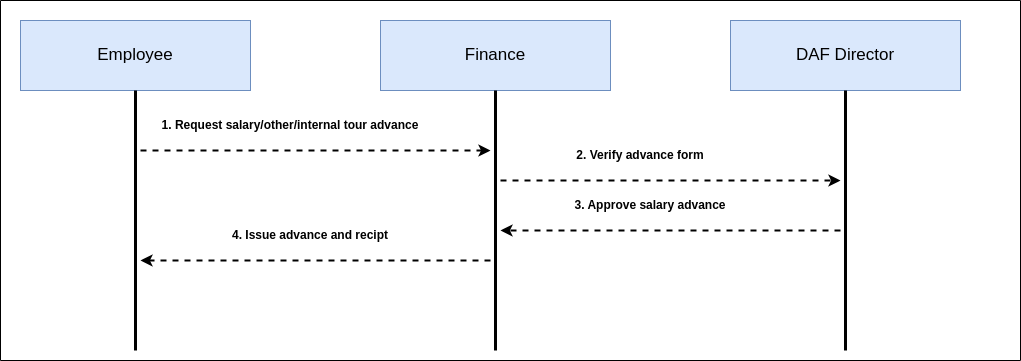 Employee
Finance
DAF Director
1. Request salary/other/internal tour advance
2. Verify advance form
3. Approve salary advance
4. Issue advance and recipt